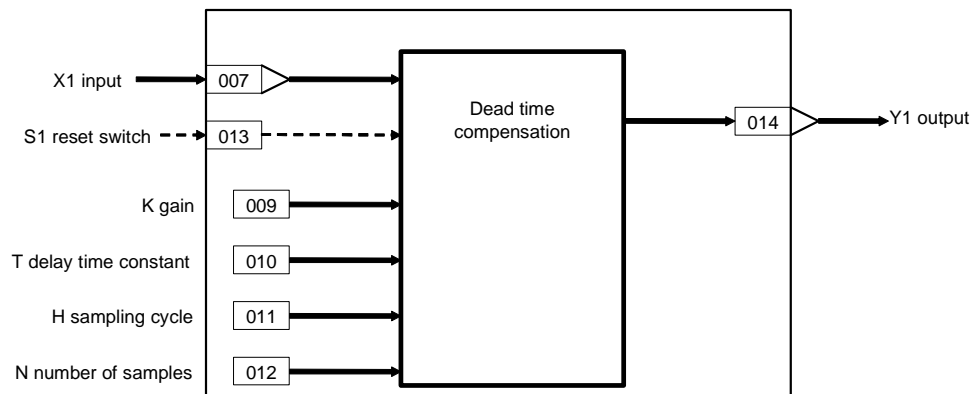 X1 input
007
S1 reset switch
013
Dead time
compensation
014
Y1 output
K gain
009
T delay time constant
010
H sampling cycle
011
N number of samples
012